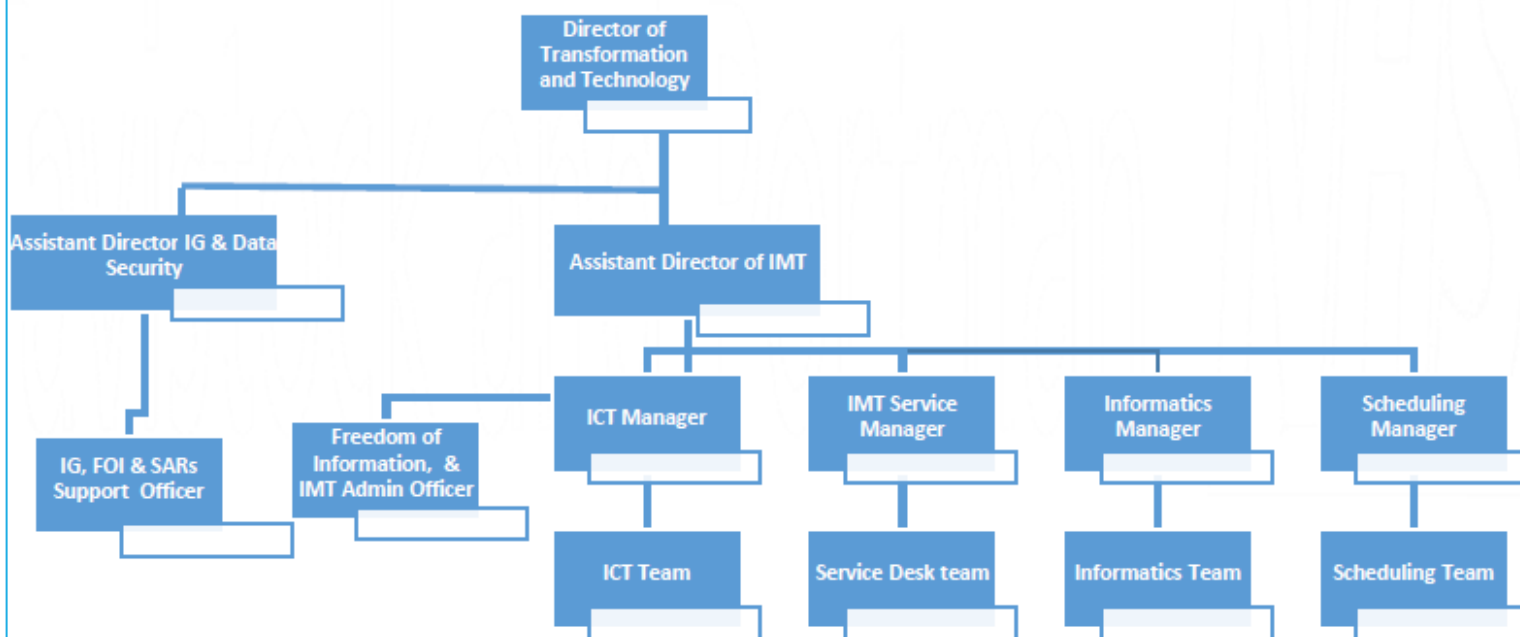 Director of
Transformation
and Technology
Assistant Director IG & Data
Security
Assistant Director of IMT
ICT Manager
IMT Service
Manager
Informatics
Manager
Scheduling
Manager
IG, FOI & SARs
Support Officer
Freedom of
Information, &
IMT Admin Officer
ICT Team
Service Desk team
Informatics Team
Scheduling Team